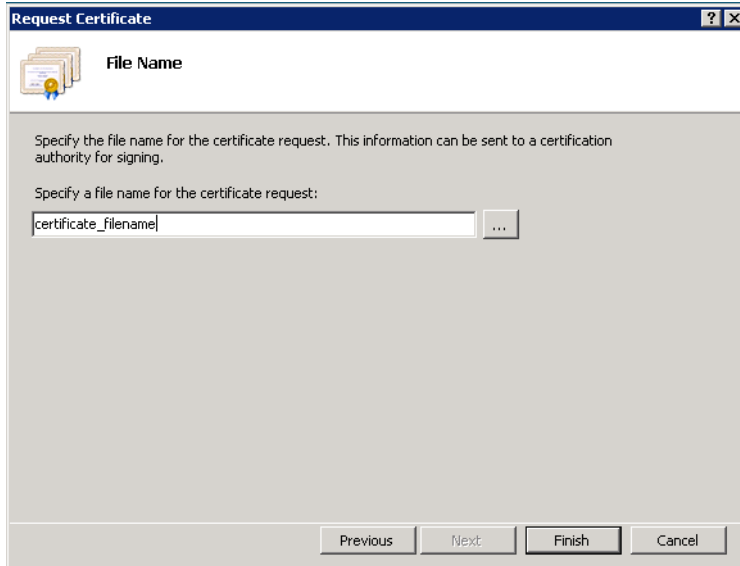 Request Certificate
File Name
Specify the file name for the certificate request. This information can be sent to a certification
authority for signing.
Specify a file name for the certificate request:
certificate_filename
...
Previous
Next
Finish
Cancel